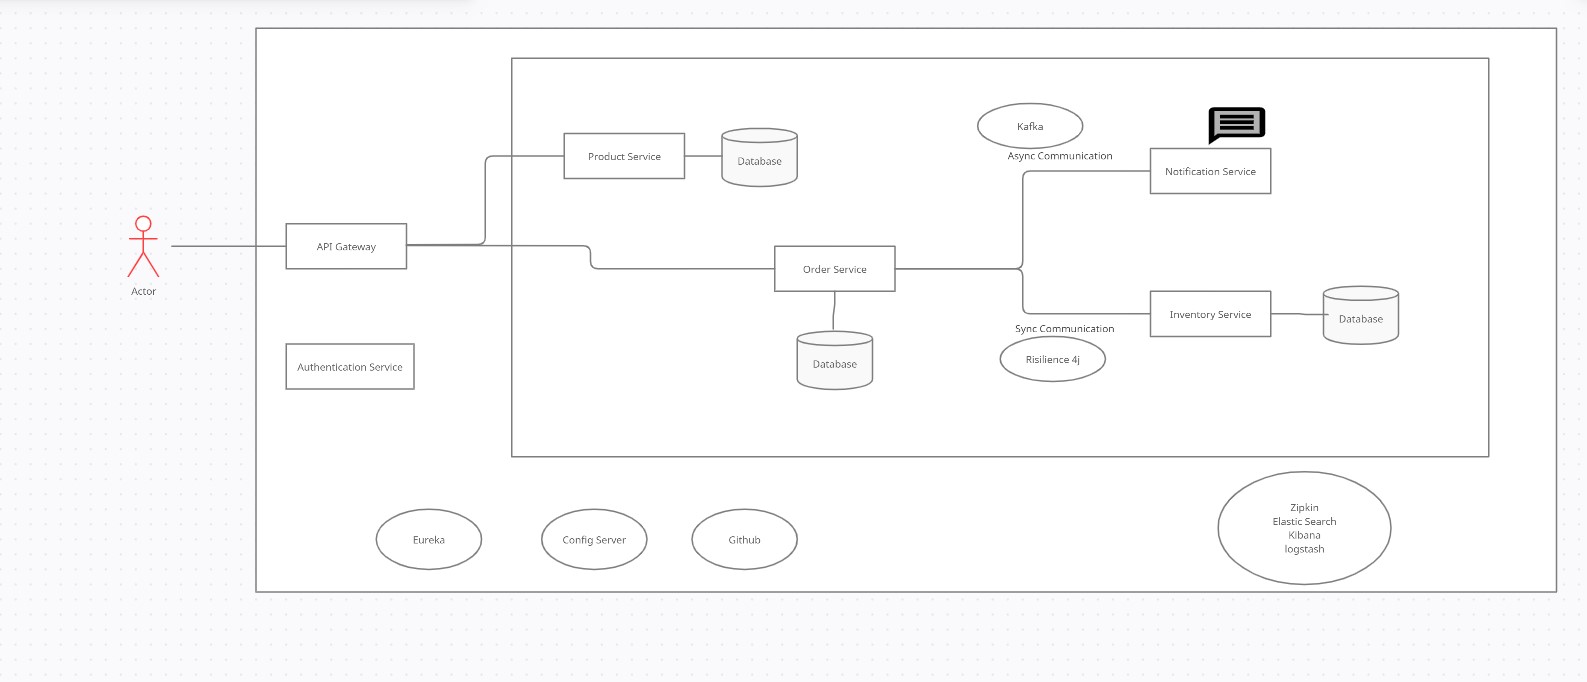 Kafka
Async Communication
Product Service
Database
Notification Service
API Gateway
Order Service
Actor
Inventory Service
Database
Sync Communication
Risilience 4j
Database
Authentication Service
Eureka
Config Server
Github
Zipkin
Elastic Search
Kibana
logstash